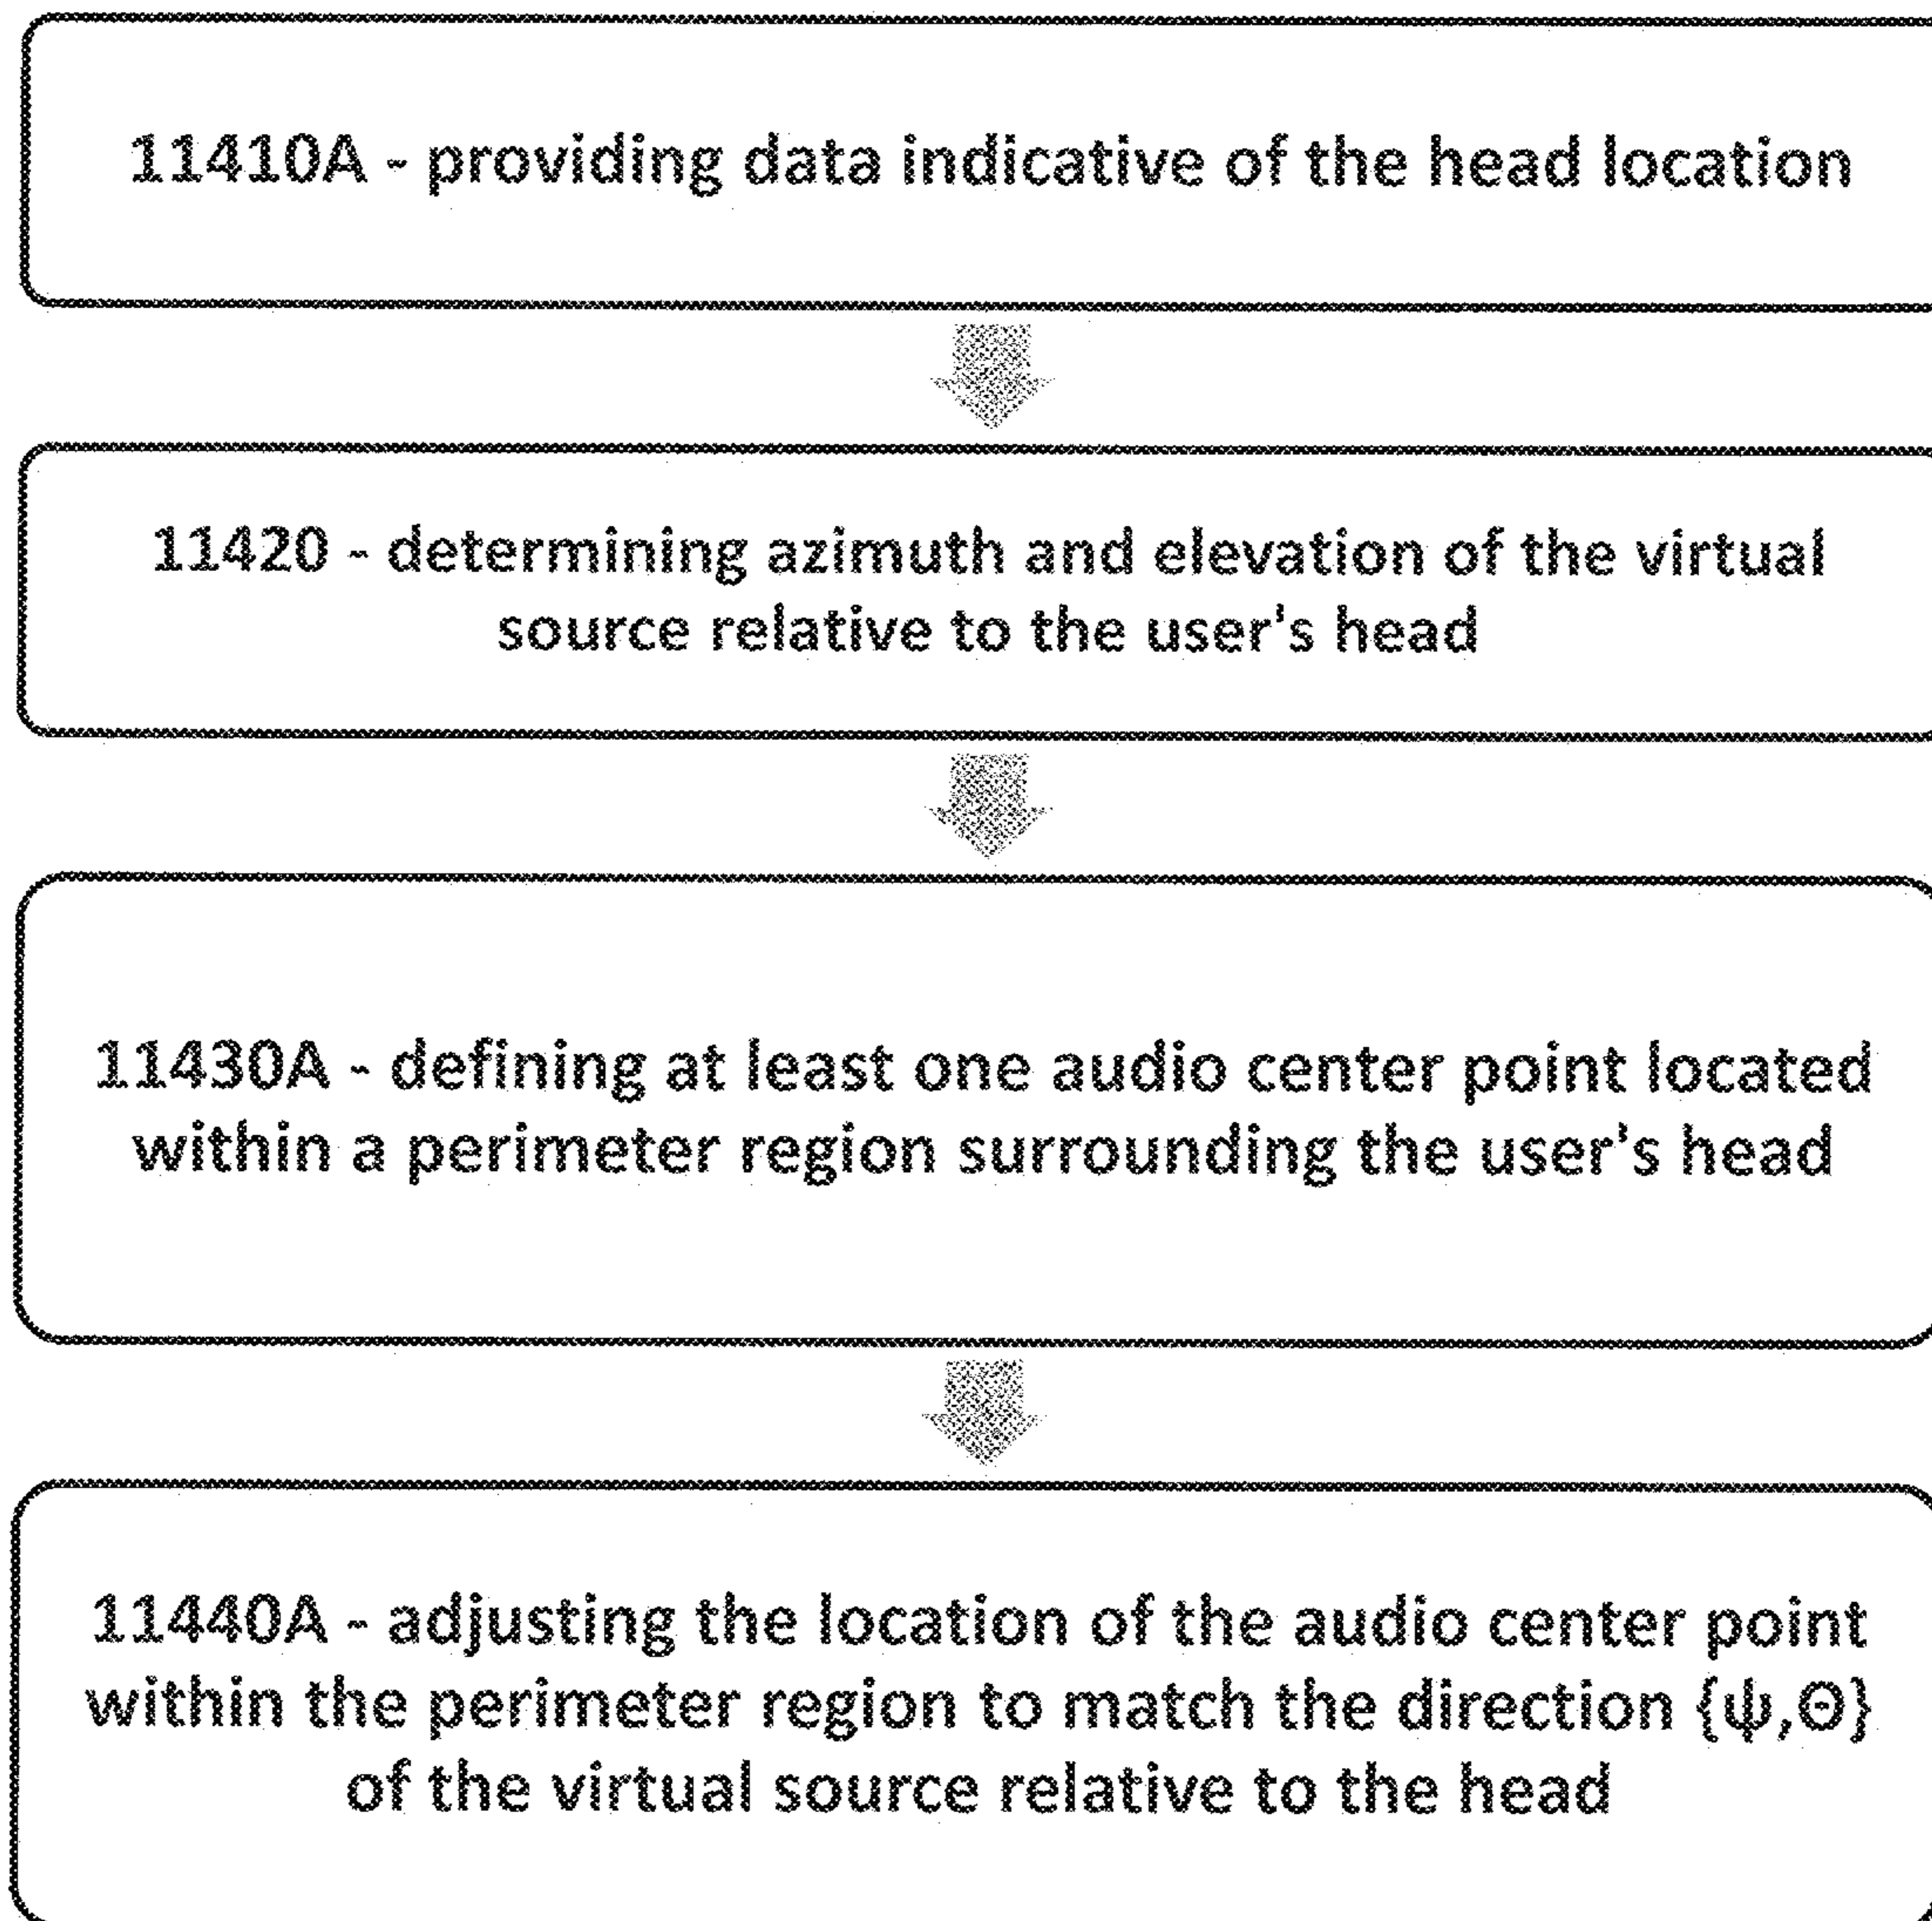 11410A - providing data indicative of the head location
11420 - determining azimuth and elevation of the virtual
source relative to the user's head
11430A - defining at least one audio center point located
within a perimeter region surrounding the user's head
11440A - adjusting the location of the audio center point
within the perimeter region to match the direction {ψ,Θ}
of the virtual source relative to the head